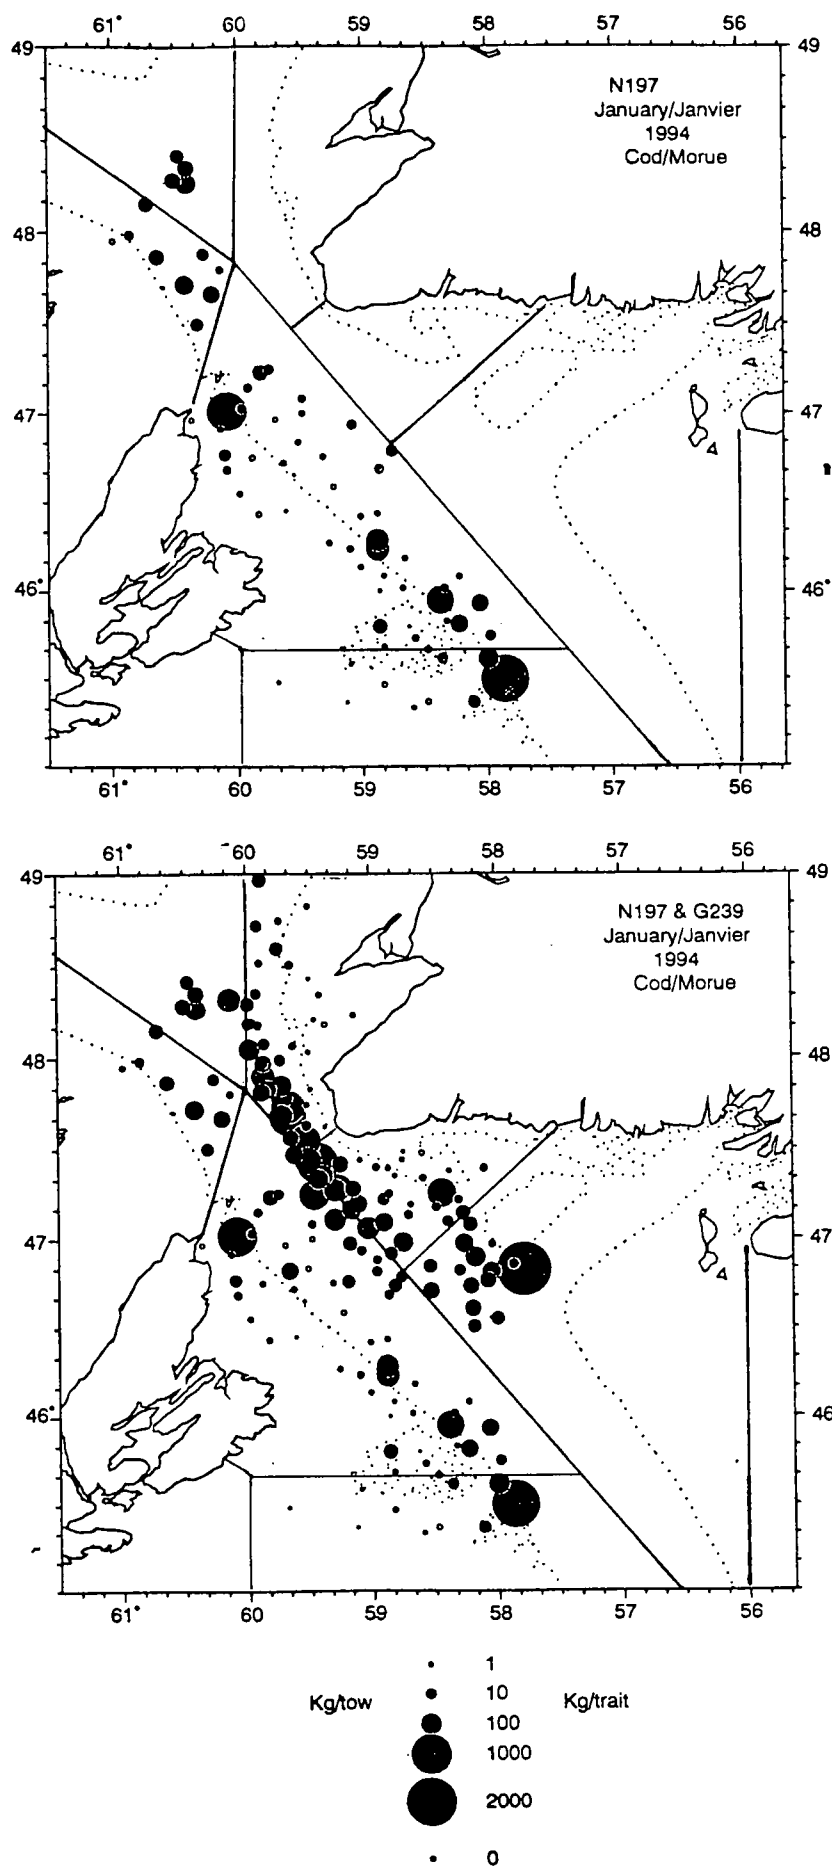 61° 60 59 58 57 56
49 49
N197
January/Janvier
1994
Cod/Morue
48 48
47 47
46° 46°
61° 60 59 58 57 56
61° 60 59 58 57 56
49 49
N197 & G239
January/Janvier
1994
Cod/Morue
48 48
47 47
46° 46
61° 60 59 58 57 56
1
Kg/tow 10 Kg/trait
100
1000
2000
0